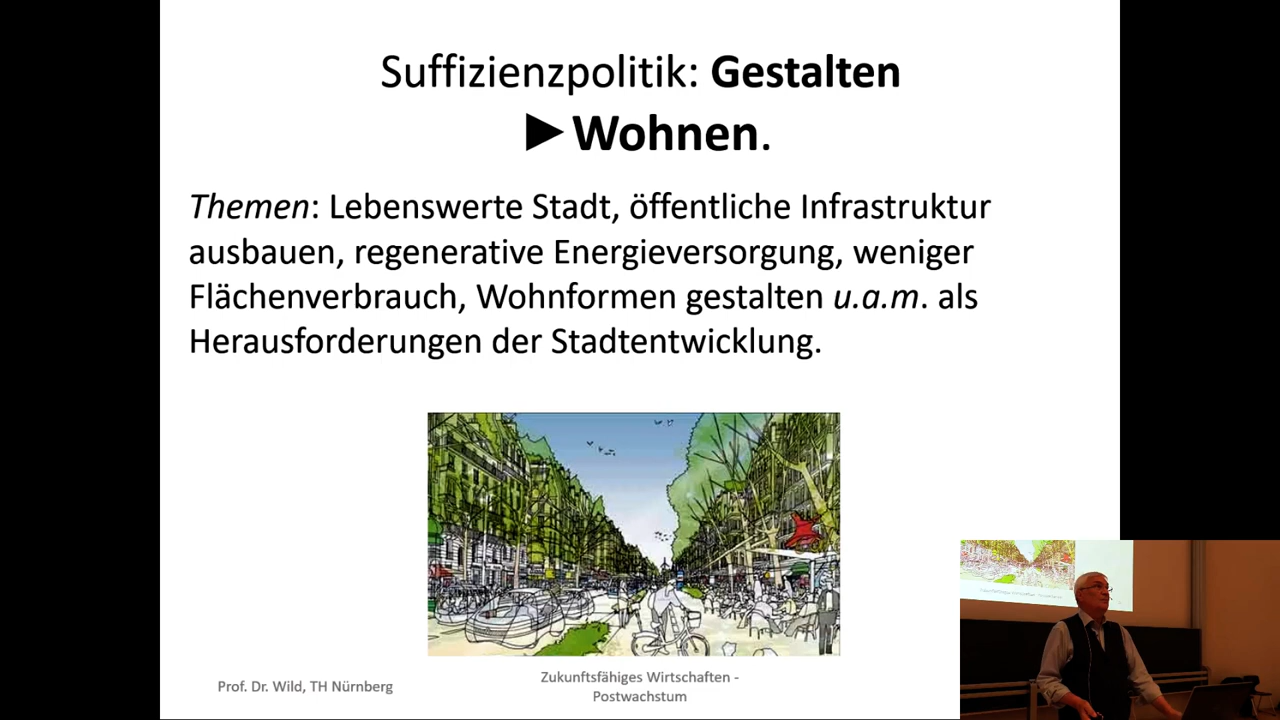 Suffizienzpolitik: Gestalten
►Wohnen.
Themen: Lebenswerte Stadt, öffentliche Infrastruktur
ausbauen, regenerative Energieversorgung, weniger
Flächenverbrauch, Wohnformen gestalten u.a.m. als
Herausforderungen der Stadtentwicklung.
Prof. Dr. Wild, TH Nürnberg
Zukunftsfähiges Wirtschaften -
Postwachstum